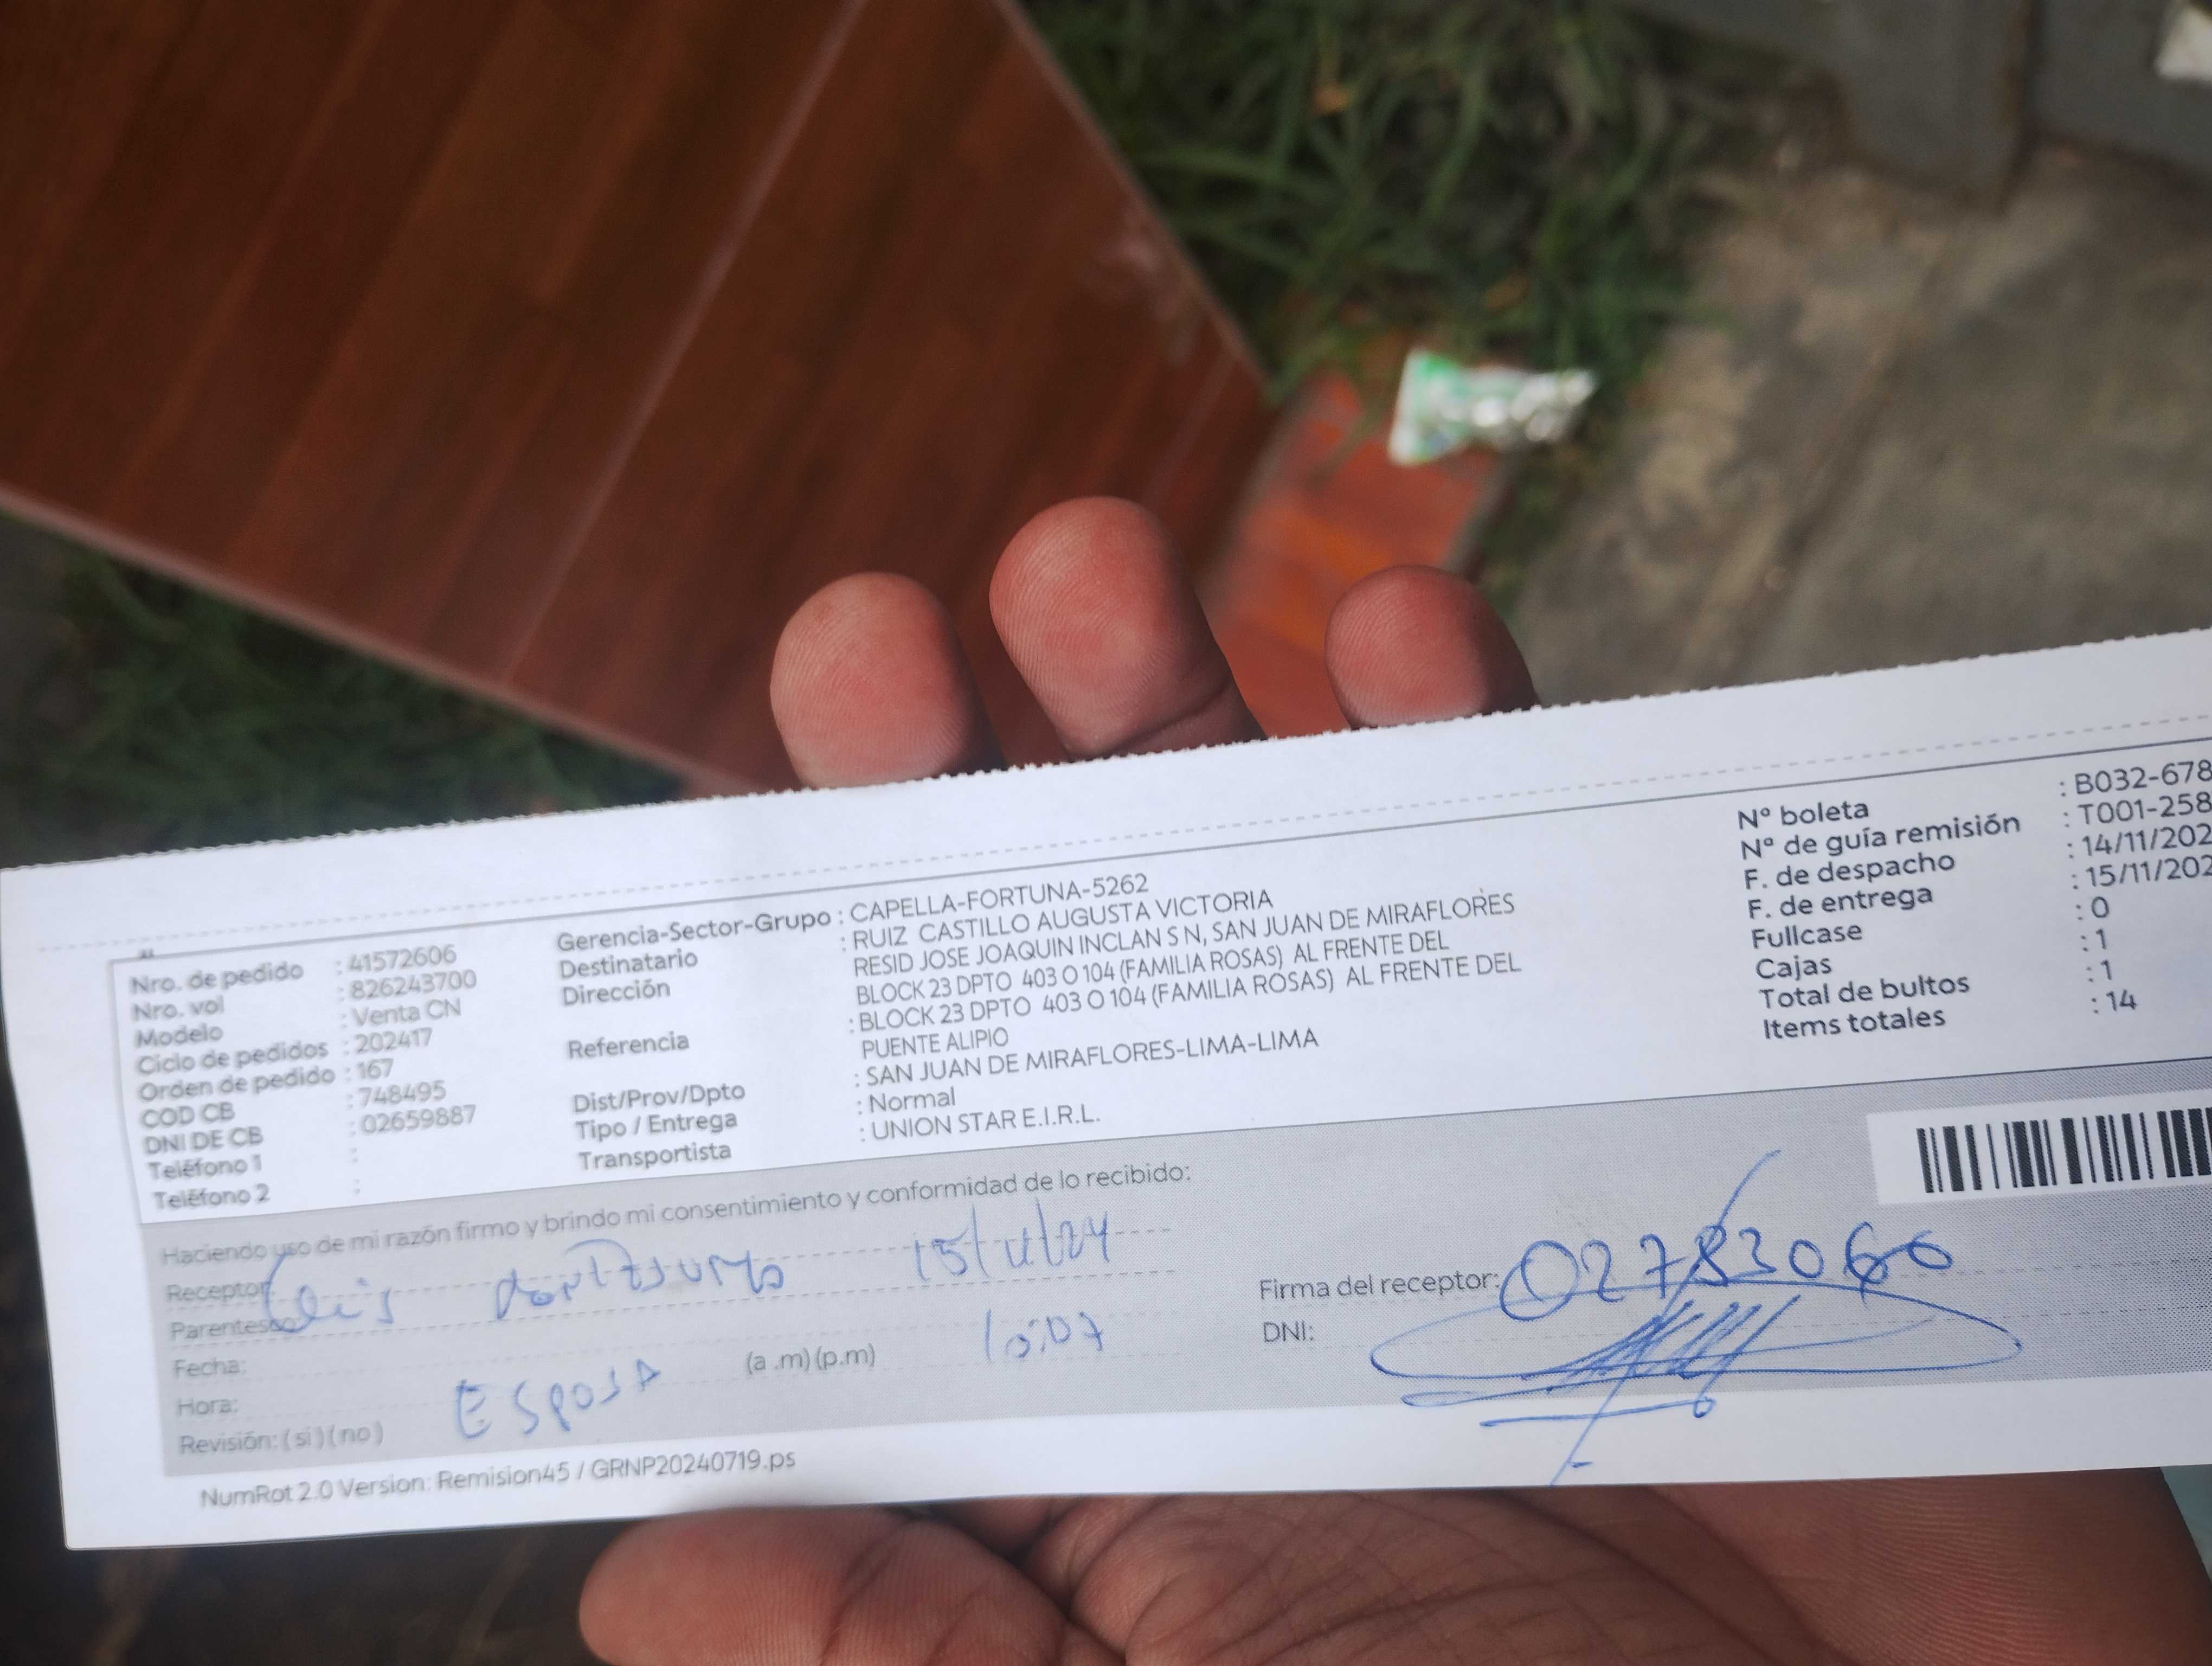 Nro. de pedido : 41572606
Nro. vol : 826243700
Modelo : Venta CN
Ciclo de pedidos : 202417
Orden de pedido : 167
COD CB : 748495
DNI DE CB : 02659887
Teléfono 1 :
Teléfono 2 :
Gerencia-Sector-Grupo : CAPELLA-FORTUNA-5262
Destinatario : RUIZ CASTILLO AUGUSTA VICTORIA
Dirección RESID JOSE JOAQUIN INCLAN S N, SAN JUAN DE MIRAFLORES
BLOCK 23 DPTO 403 O 104 (FAMILIA ROSAS) AL FRENTE DEL
Referencia : BLOCK 23 DPTO 403 O 104 (FAMILIA ROSAS) AL FRENTE DEL
PUENTE ALIPIO
Dist/Prov/Dpto : SAN JUAN DE MIRAFLORES-LIMA-LIMA
Tipo / Entrega : Normal
Transportista : UNION STAR E.I.R.L.
N° boleta : B032-678
N° de guía remisión : T001-258
F. de despacho : 14/11/202
F. de entrega : 15/11/202
Fullcase : 0
Cajas : 1
Total de bultos : 1
Items totales : 14
Haciendo uso de mi razón firmo y brindo mi consentimiento y conformidad de lo recibido:
Receptor: 15/11/24
Parentesco:
Fecha:
Hora: (a .m) (p.m) 10:07
Revisión: ( si ) ( no ) ESPOSA
Firma del receptor: 02783066
DNI:
NumRot 2.0 Version: Remision45 / GRNP20240719.ps